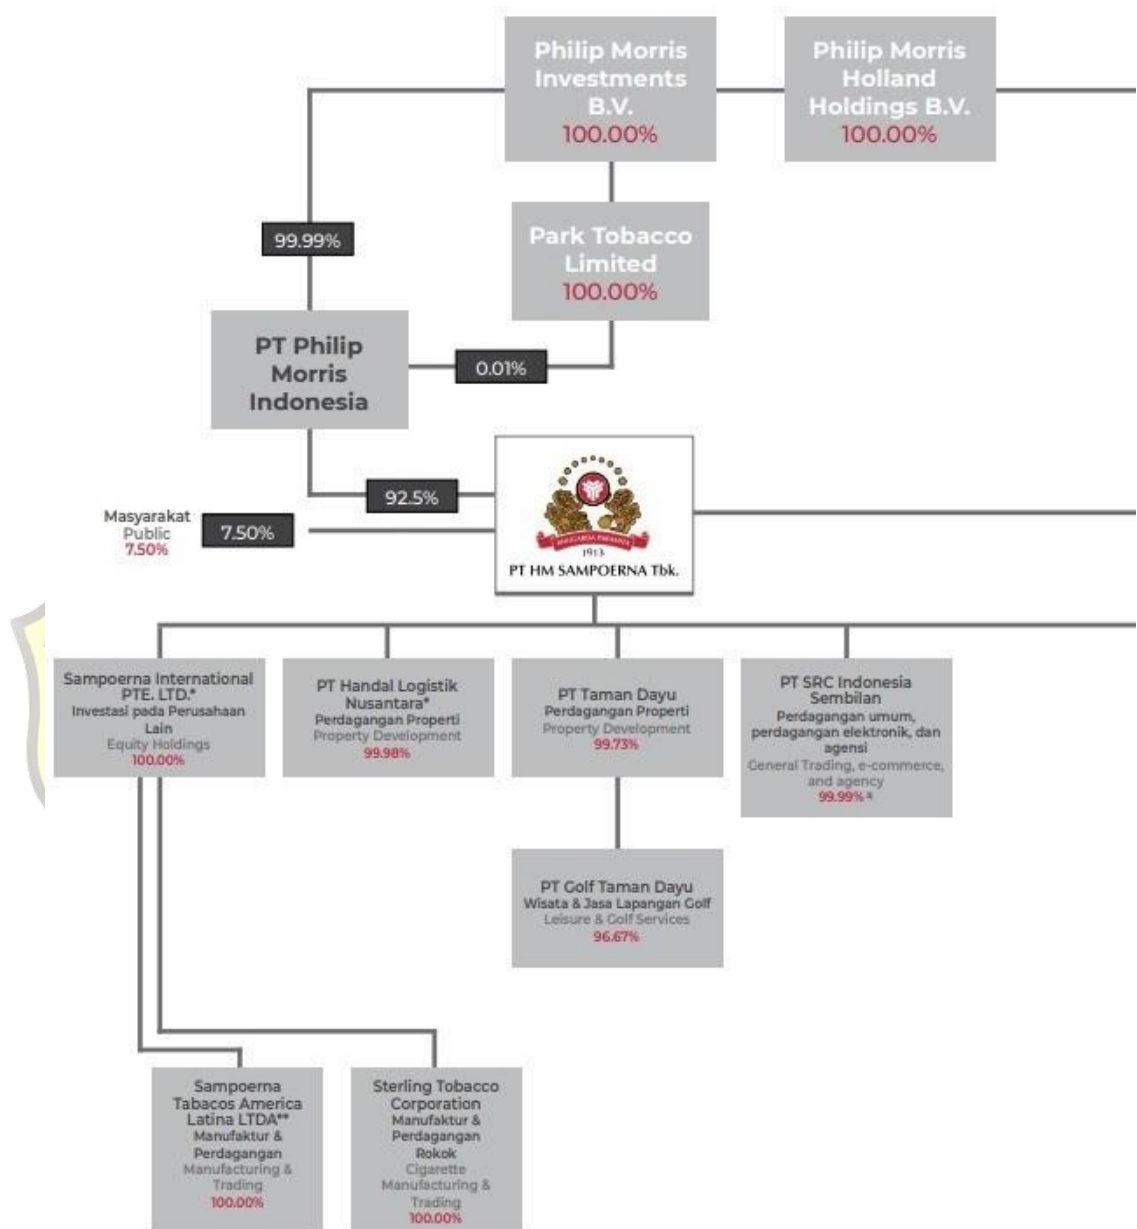 Philip Morris
Investments
B.V.
100.00%
Philip Morris
Holland
Holdings B.V.
100.00%
99.99%
Park Tobacco
Limited
100.00%
PT Philip
Morris
Indonesia
0.01%
92.5%
Masyarakat
Public
7.50%
7.50%
1913
PT HM SAMPOERNA Tbk.
Sampoerna International
PTE. LTD.*
Investasi pada Perusahaan
Lain
Equity Holdings
100.00%
PT Handal Logistik
Nusantara*
Perdagangan Properti
Property Development
99.98%
PT Taman Dayu
Perdagangan Properti
Property Development
99.73%
PT SRC Indonesia
Sembilan
Perdagangan umum,
perdagangan elektronik, dan
agensi
General Trading, e-commerce,
and agency
99.99%
PT Golf Taman Dayu
Wisata & Jasa Lapangan Golf
Leisure & Golf Services
96.67%
Sampoerna
Tabacos America
Latina LTDA**
Manufaktur &
Perdagangan
Manufacturing &
Trading
100.00%
Sterling Tobacco
Corporation
Manufaktur &
Perdagangan
Rokok
Cigarette
Manufacturing &
Trading
100.00%